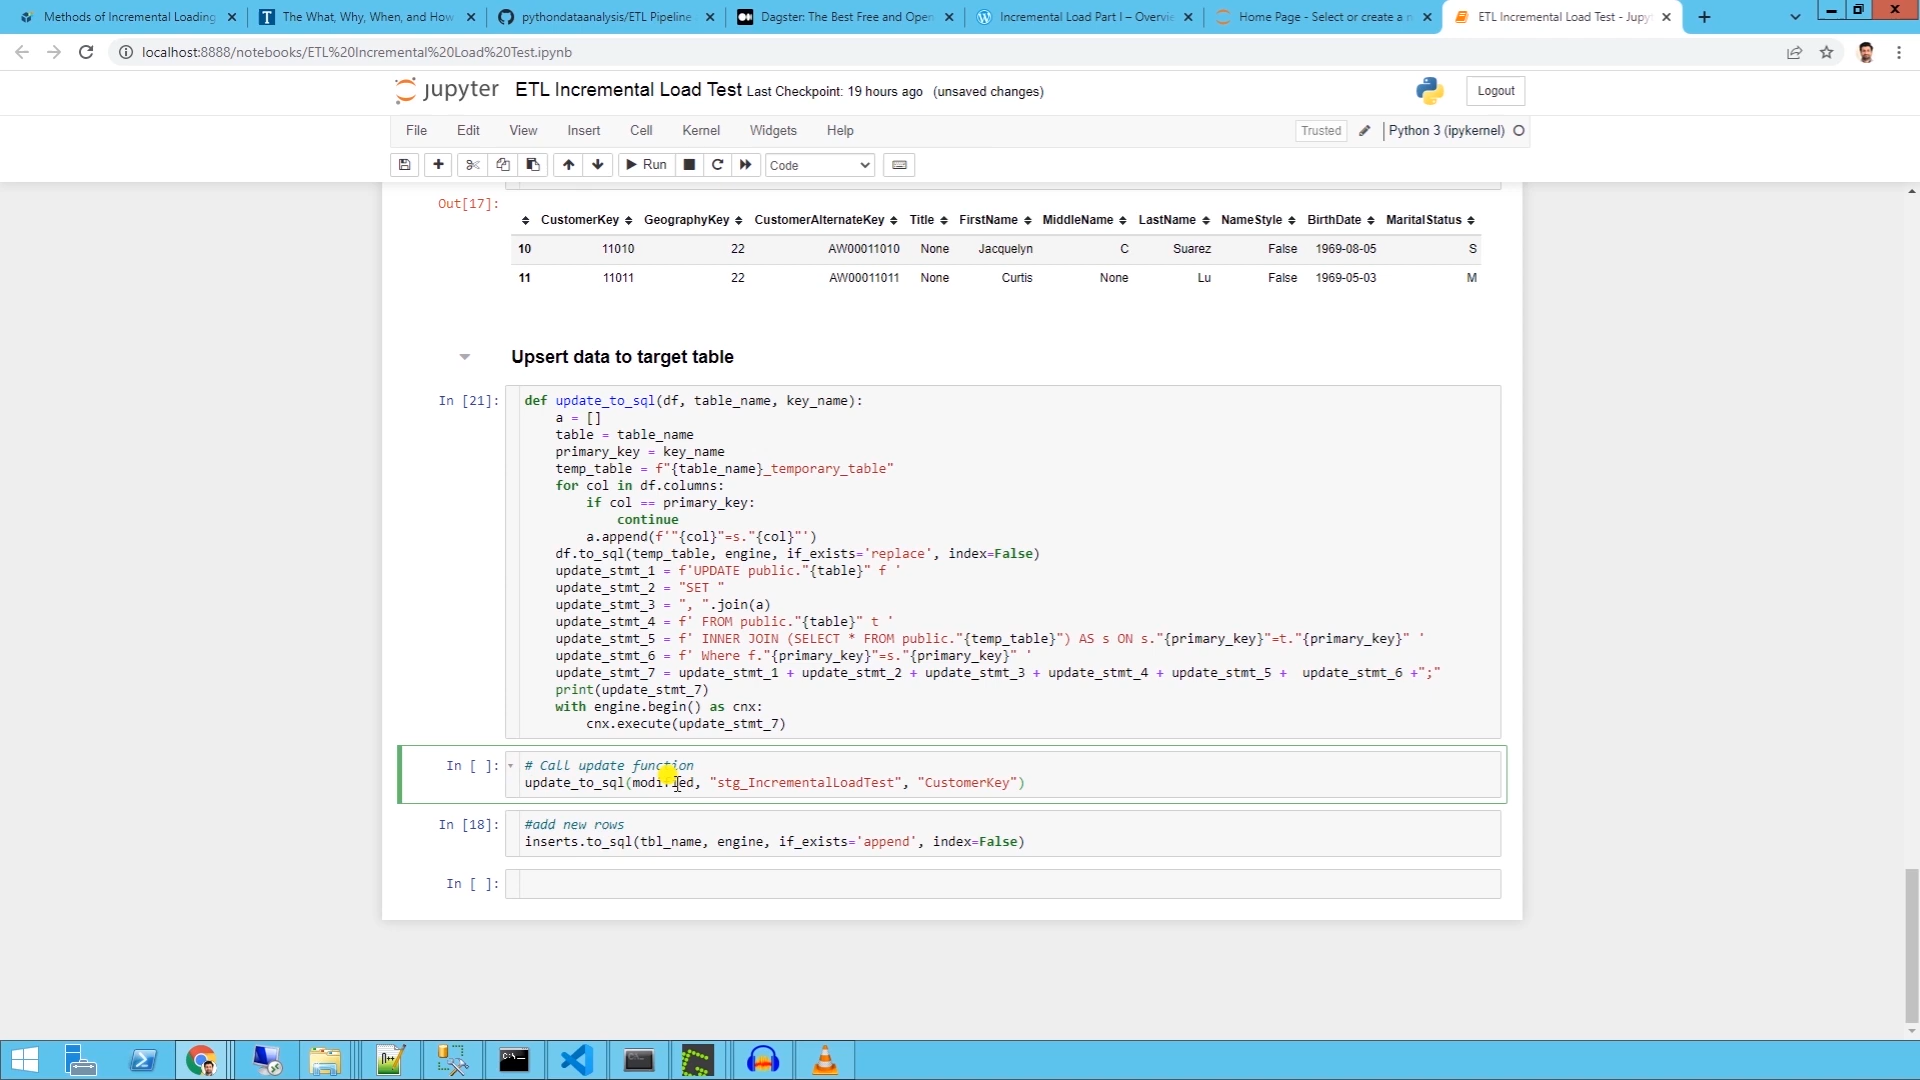 Methods of Incremental Loading
The What, Why, When, and How
pythondataanalysis/ETL Pipeline
Dagster: The Best Free and Open
Incremental Load Part I – Overvie
Home Page - Select or create a n
ETL Incremental Load Test - Jupy
localhost:8888/notebooks/ETL%20Incremental%20Load%20Test.ipynb
jupyter ETL Incremental Load Test Last Checkpoint: 19 hours ago (unsaved changes)
Logout
File Edit View Insert Cell Kernel Widgets Help
Trusted Python 3 (ipykernel)
Run Code
Out[17]:
CustomerKey GeographyKey CustomerAlternateKey Title FirstName MiddleName LastName NameStyle BirthDate MaritalStatus
10 11010 22 AW00011010 None Jacquelyn C Suarez False 1969-08-05 S
11 11011 22 AW00011011 None Curtis None Lu False 1969-05-03 M
Upsert data to target table
In [21]: def update_to_sql(df, table_name, key_name):
a = []
table = table_name
primary_key = key_name
temp_table = f"{table_name}_temporary_table"
for col in df.columns:
if col == primary_key:
continue
a.append(f'"{col}"=s."{col}"')
df.to_sql(temp_table, engine, if_exists='replace', index=False)
update_stmt_1 = f'UPDATE public."{table}" f '
update_stmt_2 = "SET "
update_stmt_3 = ", ".join(a)
update_stmt_4 = f' FROM public."{table}" t '
update_stmt_5 = f' INNER JOIN (SELECT * FROM public."{temp_table}") AS s ON s."{primary_key}"=t."{primary_key}" '
update_stmt_6 = f' Where f."{primary_key}"=s."{primary_key}" '
update_stmt_7 = update_stmt_1 + update_stmt_2 + update_stmt_3 + update_stmt_4 + update_stmt_5 + update_stmt_6 +";"
print(update_stmt_7)
with engine.begin() as cnx:
cnx.execute(update_stmt_7)
In [ ]: # Call update function
update_to_sql(modified, "stg_IncrementalLoadTest", "CustomerKey")
In [18]: #add new rows
inserts.to_sql(tbl_name, engine, if_exists='append', index=False)
In [ ]: